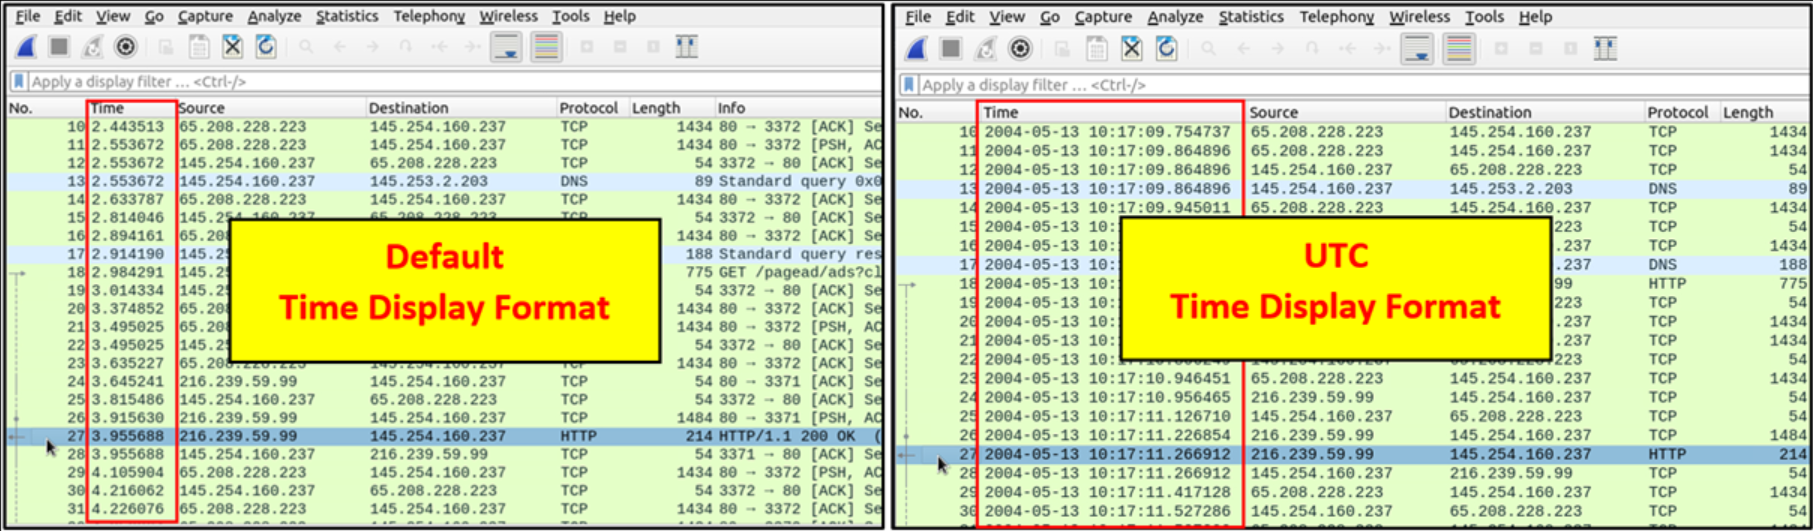 File Edit View Go Capture Analyze Statistics Telephony Wireless Tools Help
Apply a display filter ... <Ctrl-/>
No. Time Source Destination Protocol Length Info
10 2.443513 65.208.228.223 145.254.160.237 TCP 1434 80 → 3372 [ACK] Se
11 2.553672 65.208.228.223 145.254.160.237 TCP 1434 80 → 3372 [PSH, AC
12 2.553672 145.254.160.237 65.208.228.223 TCP 54 3372 → 80 [ACK] Se
13 2.553672 145.254.160.237 145.253.2.203 DNS 89 Standard query 0x0
14 2.633787 65.208.228.223 145.254.160.237 TCP 1434 80 → 3372 [ACK] Se
15 2.814046 145.254.160.237 65.208.228.223 TCP 54 3372 → 80 [ACK] Se
16 2.894161 65.20 1434 80 → 3372 [ACK] Se
17 2.914190 145.2 188 Standard query res
18 2.984291 145.2 775 GET /pagead/ads?cl
19 3.014334 145.2 54 3372 → 80 [ACK] Se
20 3.374852 65.20 1434 80 → 3372 [ACK] Se
21 3.495025 65.20 1434 80 → 3372 [PSH, AC
22 3.495025 145.2 54 3372 → 80 [ACK] Se
23 3.635227 65.20 145.254.160.237 TCP 1434 80 → 3372 [ACK] Se
24 3.645241 216.239.59.99 145.254.160.237 TCP 54 80 → 3371 [ACK] Se
25 3.815486 145.254.160.237 65.208.228.223 TCP 54 3372 → 80 [ACK] Se
26 3.915630 216.239.59.99 145.254.160.237 TCP 1484 80 → 3371 [PSH, AC
27 3.955688 216.239.59.99 145.254.160.237 HTTP 214 HTTP/1.1 200 OK (
28 3.955688 145.254.160.237 216.239.59.99 TCP 54 3371 → 80 [ACK] Se
29 4.105904 65.208.228.223 145.254.160.237 TCP 1434 80 → 3372 [PSH, AC
30 4.216062 145.254.160.237 65.208.228.223 TCP 54 3372 → 80 [ACK] Se
31 4.226076 65.208.228.223 145.254.160.237 TCP 1434 80 → 3372 [ACK] Se
Default
Time Display Format
File Edit View Go Capture Analyze Statistics Telephony Wireless Tools Help
Apply a display filter ... <Ctrl-/>
No. Time Source Destination Protocol Length
10 2004-05-13 10:17:09.754737 65.208.228.223 145.254.160.237 TCP 1434
11 2004-05-13 10:17:09.864896 65.208.228.223 145.254.160.237 TCP 1434
12 2004-05-13 10:17:09.864896 145.254.160.237 65.208.228.223 TCP 54
13 2004-05-13 10:17:09.864896 145.254.160.237 145.253.2.203 DNS 89
14 2004-05-13 10:17:09.945011 65.208.228.223 145.254.160.237 TCP 1434
15 2004-05-13 10:1 223 TCP 54
16 2004-05-13 10:1 .237 TCP 1434
17 2004-05-13 10:1 .237 DNS 188
18 2004-05-13 10:1 99 HTTP 775
19 2004-05-13 10:1 223 TCP 54
20 2004-05-13 10:1 .237 TCP 1434
21 2004-05-13 10:1 .237 TCP 1434
22 2004-05-13 10:1 223 TCP 54
23 2004-05-13 10:17:10.946451 65.208.228.223 145.254.160.237 TCP 1434
24 2004-05-13 10:17:10.956465 216.239.59.99 145.254.160.237 TCP 54
25 2004-05-13 10:17:11.126710 145.254.160.237 65.208.228.223 TCP 54
26 2004-05-13 10:17:11.226854 216.239.59.99 145.254.160.237 TCP 1484
27 2004-05-13 10:17:11.266912 216.239.59.99 145.254.160.237 HTTP 214
28 2004-05-13 10:17:11.266912 145.254.160.237 216.239.59.99 TCP 54
29 2004-05-13 10:17:11.417128 65.208.228.223 145.254.160.237 TCP 1434
30 2004-05-13 10:17:11.527286 145.254.160.237 65.208.228.223 TCP 54
UTC
Time Display Format